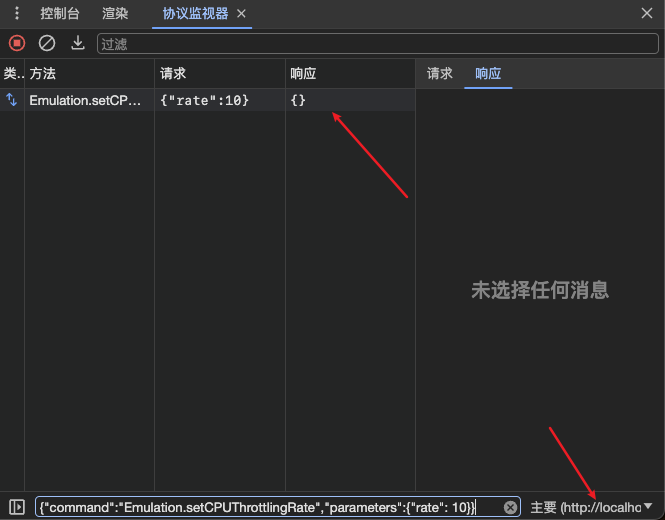 控制台 渲染 协议监视器
过滤
类.. 方法 请求 响应 请求 响应
Emulation.setCP... {"rate":10} {}
未选择任何消息
{"command":"Emulation.setCPUThrottlingRate","parameters":{"rate": 10}} 主要 (http://localho